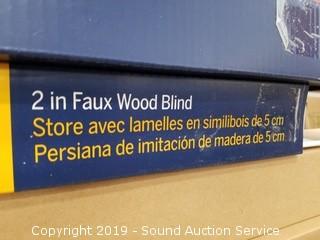 2 in Faux Wood Blind
Store avec lamelles en similibois de 5 cm
Persiana de imitación de madera de 5 cm
Copyright 2019 - Sound Auction Service